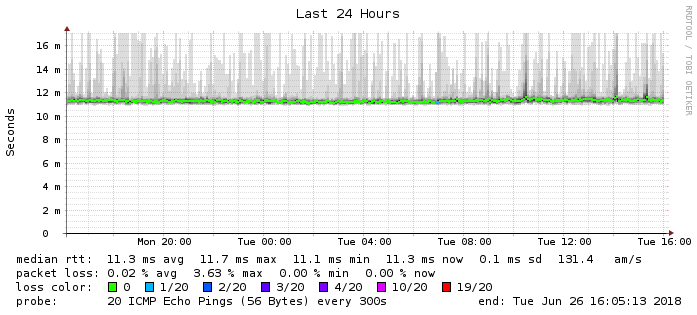 Last 24 Hours
RRDTOOL / TOBI OETIKER
Seconds
16 m
14 m
12 m
10 m
8 m
6 m
4 m
2 m
0
Mon 20:00 Tue 00:00 Tue 04:00 Tue 08:00 Tue 12:00 Tue 16:00
median rtt: 11.3 ms avg 11.7 ms max 11.1 ms min 11.3 ms now 0.1 ms sd 131.4 am/s
packet loss: 0.02 % avg 3.63 % max 0.00 % min 0.00 % now
loss color: 0 1/20 2/20 3/20 4/20 10/20 19/20
probe: 20 ICMP Echo Pings (56 Bytes) every 300s end: Tue Jun 26 16:05:13 2018